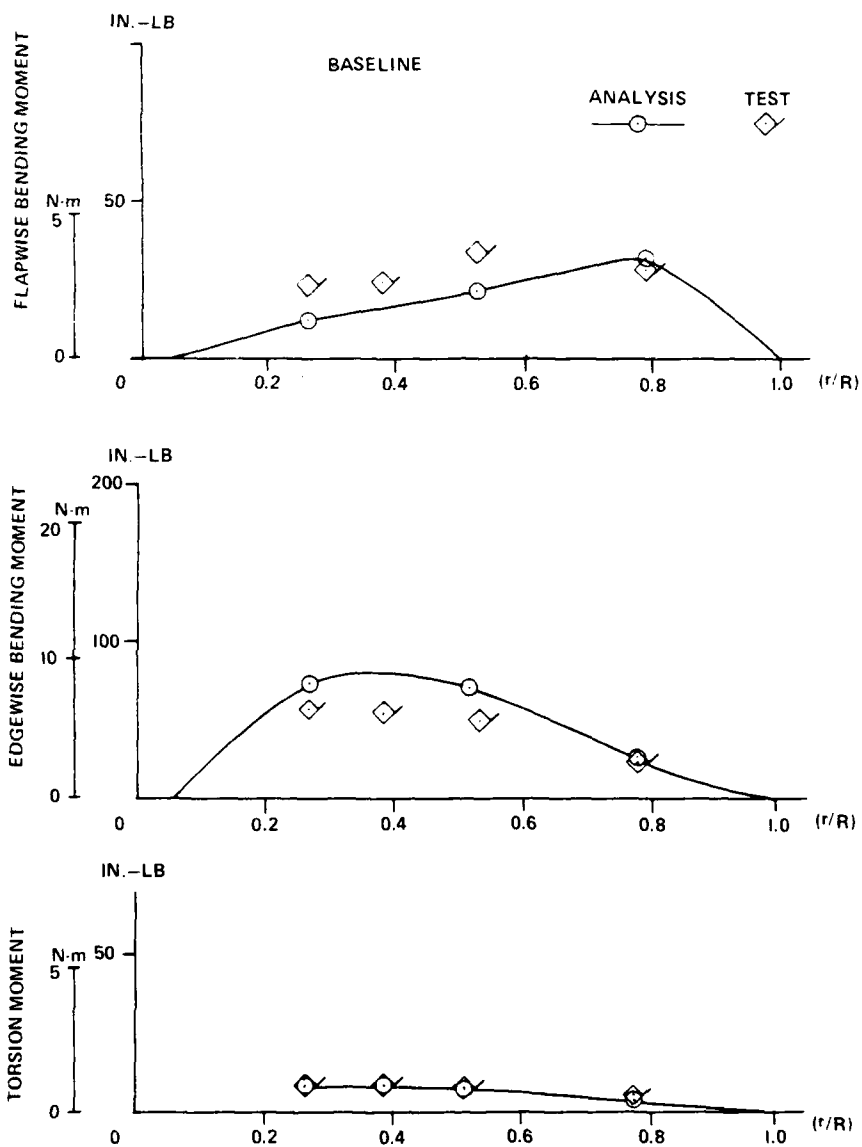 IN.–LB
BASELINE
ANALYSIS TEST
FLAPWISE BENDING MOMENT
50
N·m
5
0
0 0.2 0.4 0.6 0.8 1.0 (r/R)
IN.–LB
200
EDGEWISE BENDING MOMENT
N·m
20
100
10
0
0 0.2 0.4 0.6 0.8 1.0 (r/R)
IN.–LB
TORSION MOMENT
N·m 50
5
0
0 0.2 0.4 0.6 0.8 1.0 (r/R)